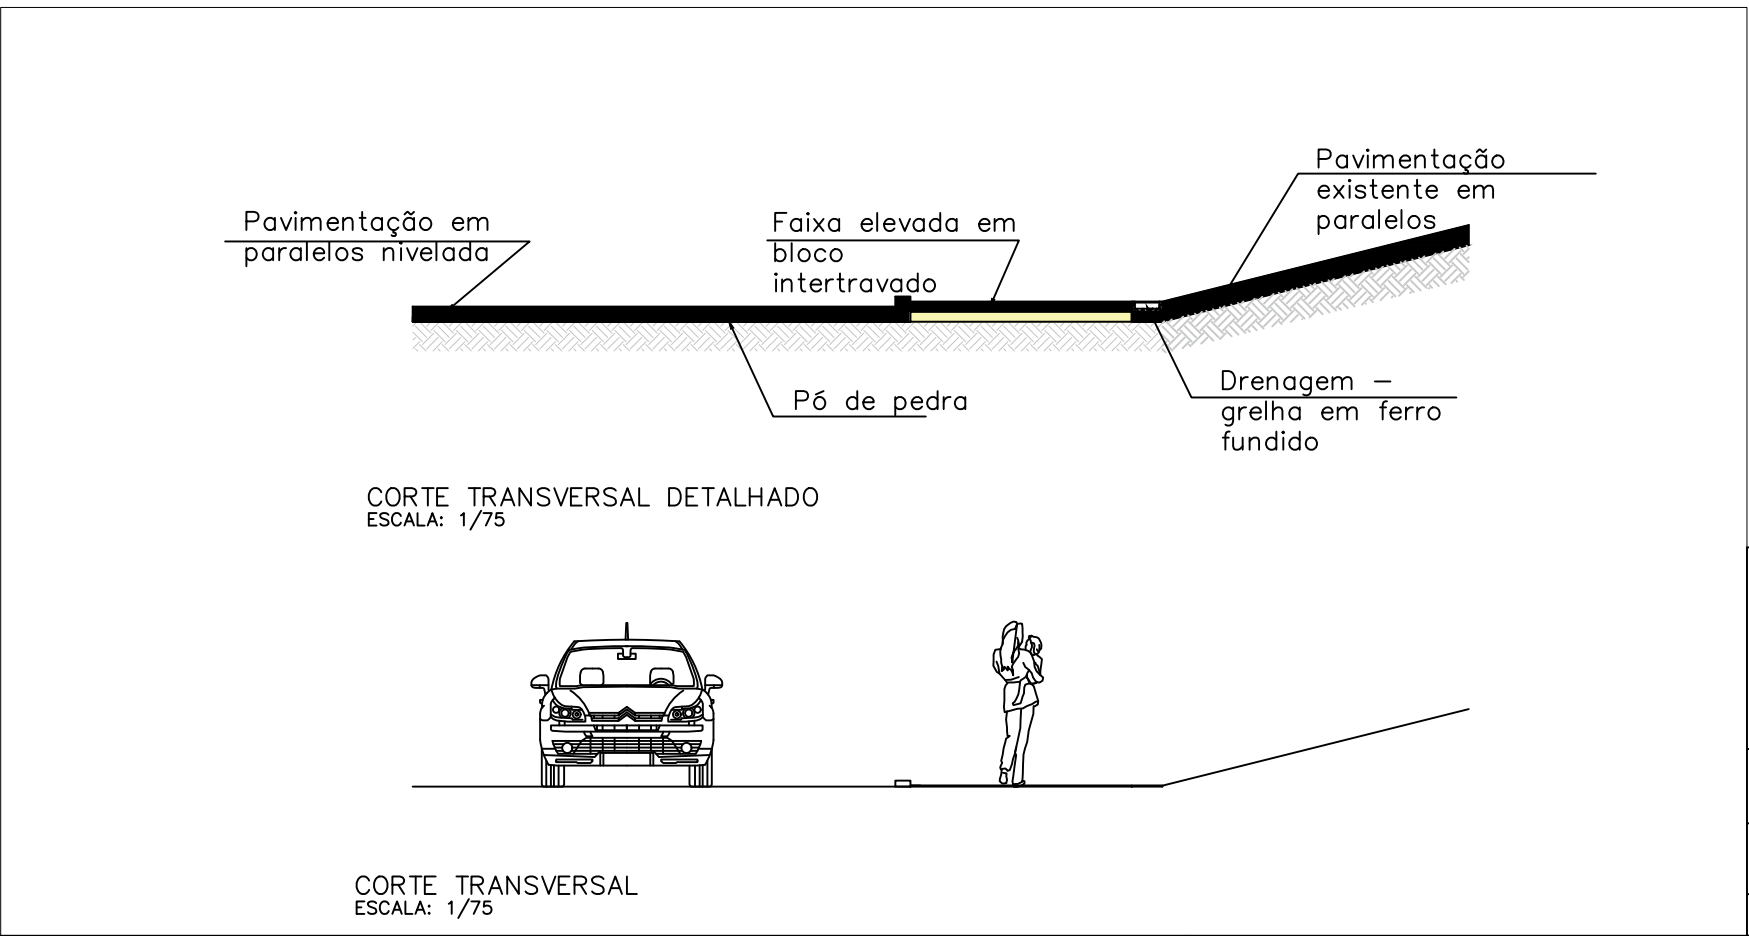 Pavimentação
existente em
paralelos
Pavimentação em
paralelos nivelada
Faixa elevada em
bloco
intertravado
Pó de pedra
Drenagem –
grelha em ferro
fundido
CORTE TRANSVERSAL DETALHADO
ESCALA: 1/75
CORTE TRANSVERSAL
ESCALA: 1/75